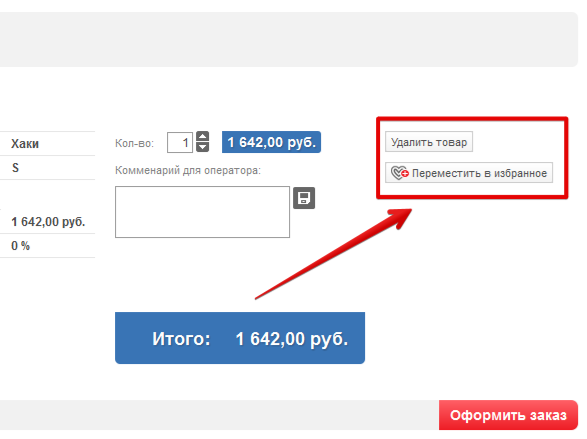 Хаки
Кол-во: 1 1 642,00 руб.
Удалить товар
S
Комменарий для оператора:
Переместить в избранное
1 642,00 руб.
0 %
Итого: 1 642,00 руб.
Оформить заказ